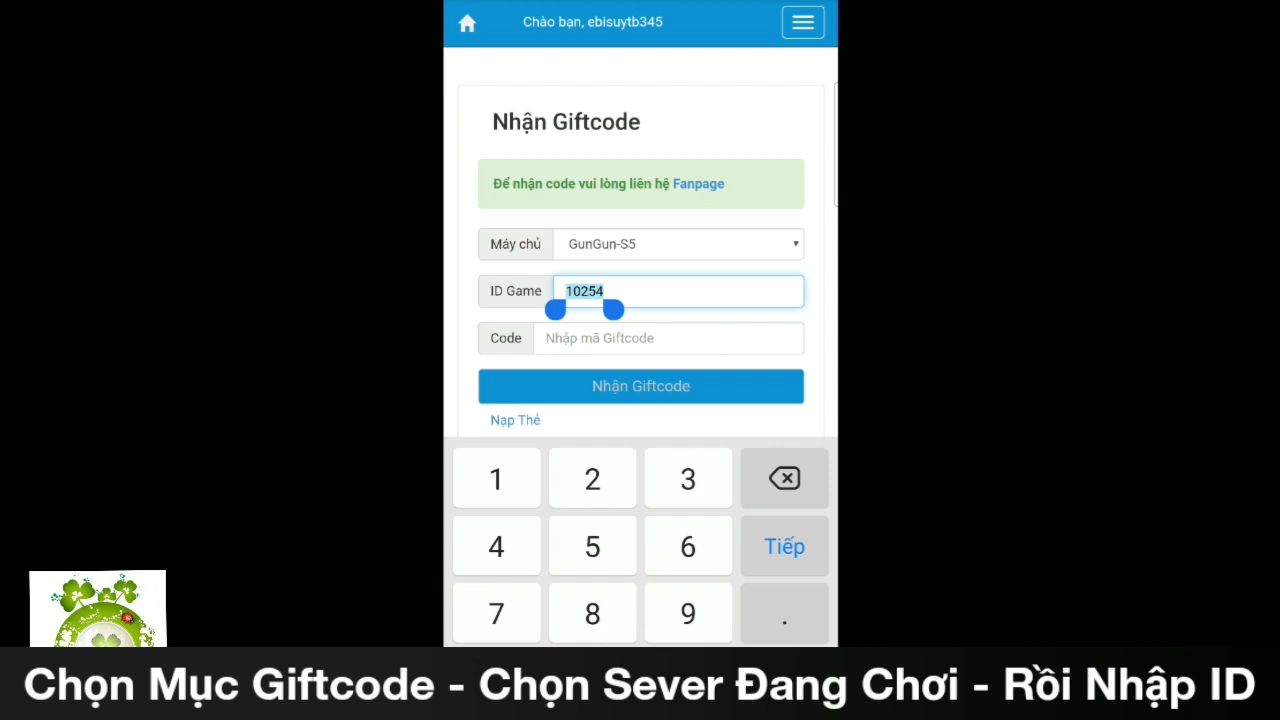 Chào bạn, ebisuytb345
Nhận Giftcode
Để nhận code vui lòng liên hệ Fanpage
Máy chủ GunGun-S5
ID Game 10254
Code Nhập mã Giftcode
Nhận Giftcode
Nạp Thẻ
1 2 3
4 5 6 Tiếp
7 8 9 .
Chọn Mục Giftcode - Chọn Sever Đang Chơi - Rồi Nhập ID